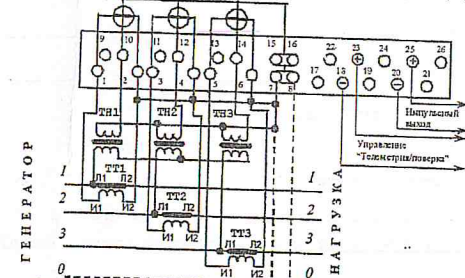 9 10 11 12 13 14 15 16 22 23 24 25 26
1 2 3 4 5 6 7 8 17 18 19 20 21
Импульсный
выход
Управление
"Телеметрия/поверка"
ТН1 ТН2 ТН3
ГЕНЕРАТОР
НАГРУЗКА
1 ТТ1 1
Л1 Л2
2 И1 И2 ТТ2 2
Л1 Л2
3 И1 И2 ТТ3 3
Л1 Л2
0 И1 И2 0